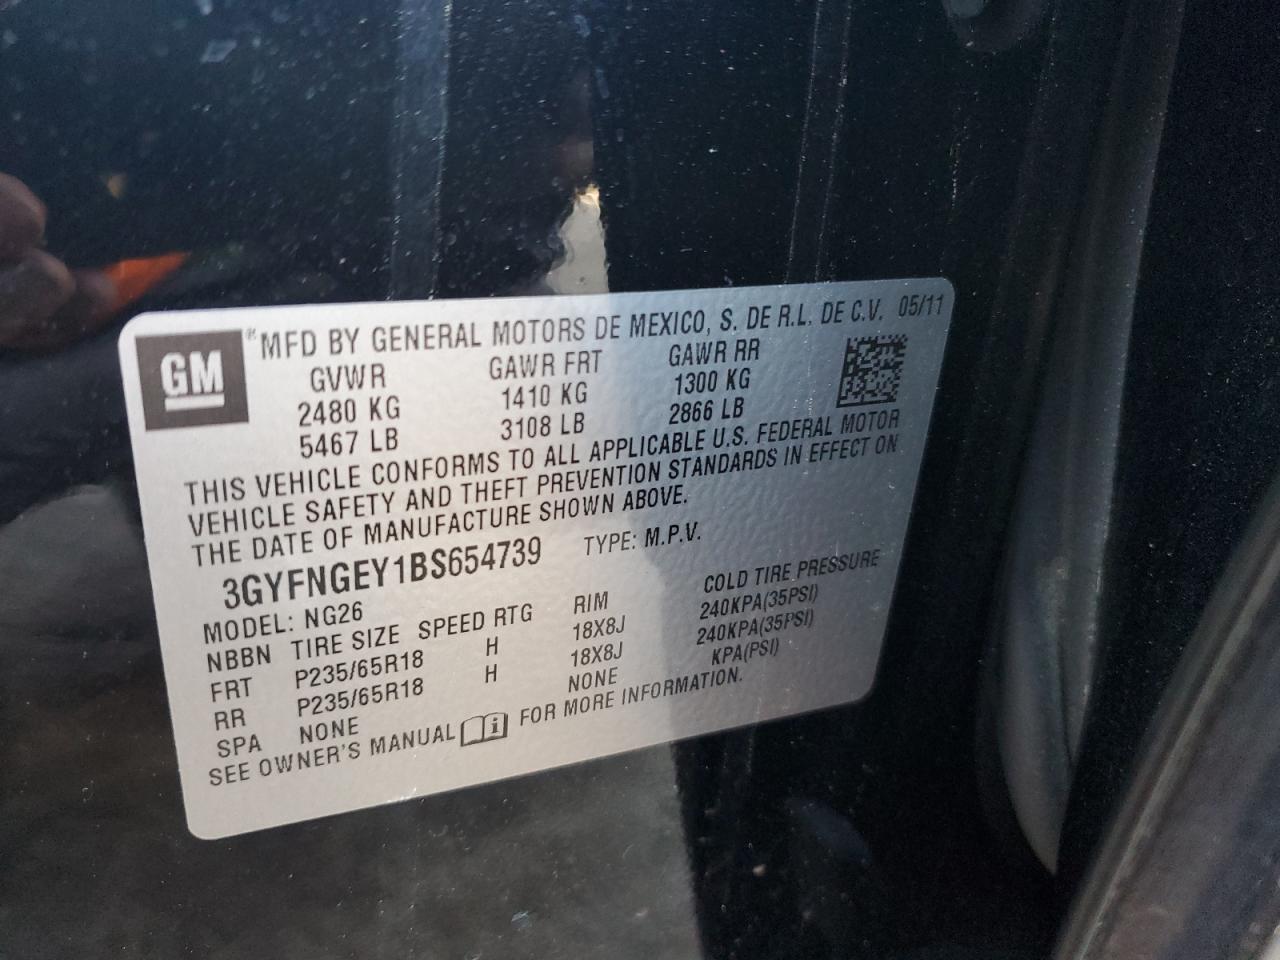 GM ® MFD BY GENERAL MOTORS DE MEXICO, S. DE R.L. DE C.V. 05/11
GVWR GAWR FRT GAWR RR
2480 KG 1410 KG 1300 KG
5467 LB 3108 LB 2866 LB
THIS VEHICLE CONFORMS TO ALL APPLICABLE U.S. FEDERAL MOTOR
VEHICLE SAFETY AND THEFT PREVENTION STANDARDS IN EFFECT ON
THE DATE OF MANUFACTURE SHOWN ABOVE.
3GYFNGEY1BS654739 TYPE: M.P.V.
MODEL: NG26
NBBN TIRE SIZE SPEED RTG RIM COLD TIRE PRESSURE
FRT P235/65R18 H 18X8J 240KPA(35PSI)
RR P235/65R18 H 18X8J 240KPA(35PSI)
SPA NONE NONE KPA(PSI)
SEE OWNER'S MANUAL FOR MORE INFORMATION.